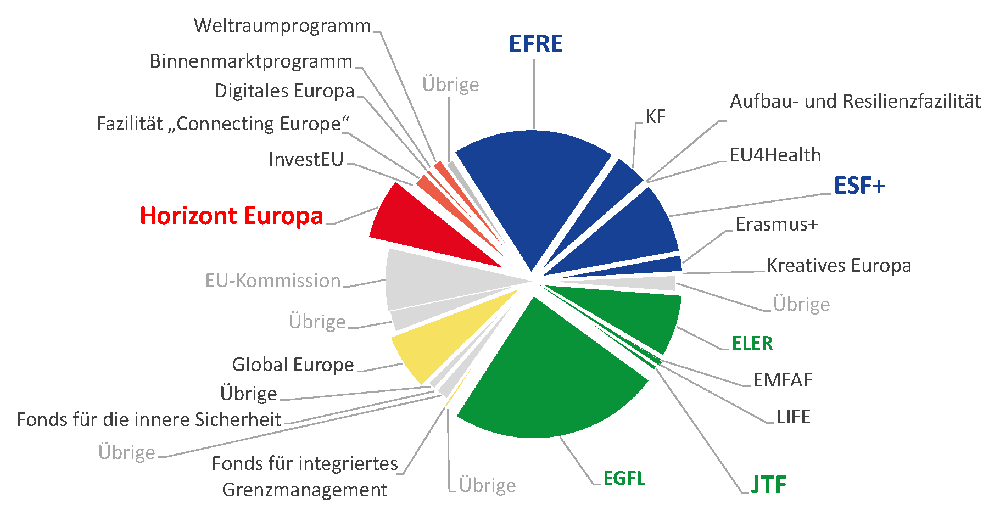 Weltraumprogramm
EFRE
Binnenmarktprogramm
Übrige
Digitales Europa
Aufbau- und Resilienzfazilität
KF
Fazilität „Connecting Europe“
InvestEU
EU4Health
ESF+
Horizont Europa
Erasmus+
Kreatives Europa
EU-Kommission
Übrige
Übrige
ELER
Global Europe
EMFAF
Übrige
Fonds für die innere Sicherheit
LIFE
Übrige
Fonds für integriertes
Grenzmanagement
Übrige
EGFL
JTF